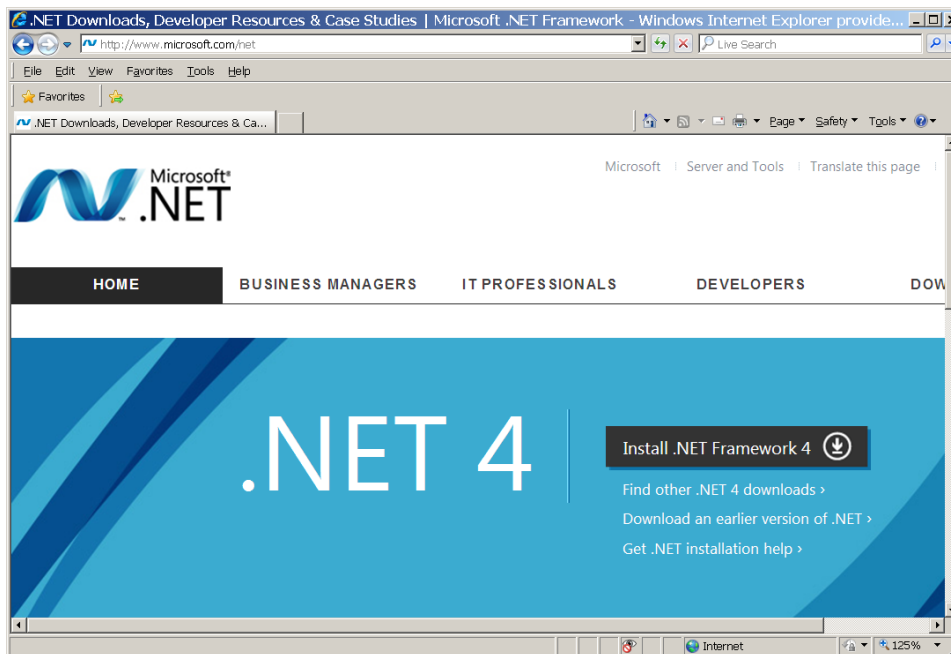 .NET Downloads, Developer Resources & Case Studies | Microsoft .NET Framework - Windows Internet Explorer provide...
http://www.microsoft.com/net
Live Search
File Edit View Favorites Tools Help
Favorites
.NET Downloads, Developer Resources & Ca...
Page Safety Tools
Microsoft Server and Tools Translate this page
Microsoft®
.NET™
HOME BUSINESS MANAGERS IT PROFESSIONALS DEVELOPERS DOW
.NET 4
Install .NET Framework 4
Find other .NET 4 downloads ›
Download an earlier version of .NET ›
Get .NET installation help ›
Internet 125%